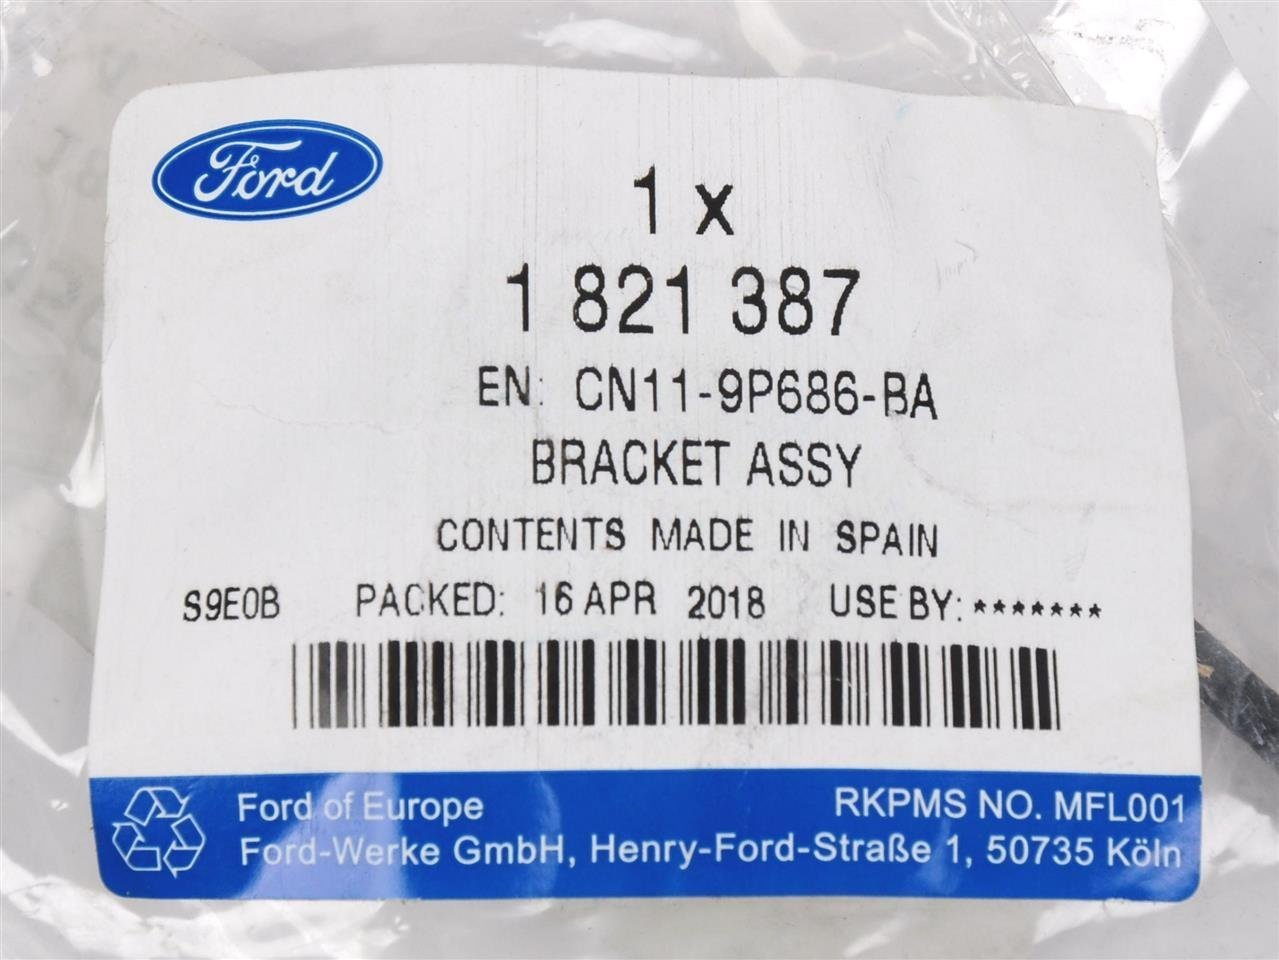 Ford
1 x
1 821 387
EN: CN11-9P686-BA
BRACKET ASSY
CONTENTS MADE IN SPAIN
S9E0B PACKED: 16 APR 2018 USE BY: *******
Ford of Europe RKPMS NO. MFL001
Ford-Werke GmbH, Henry-Ford-Straße 1, 50735 Köln